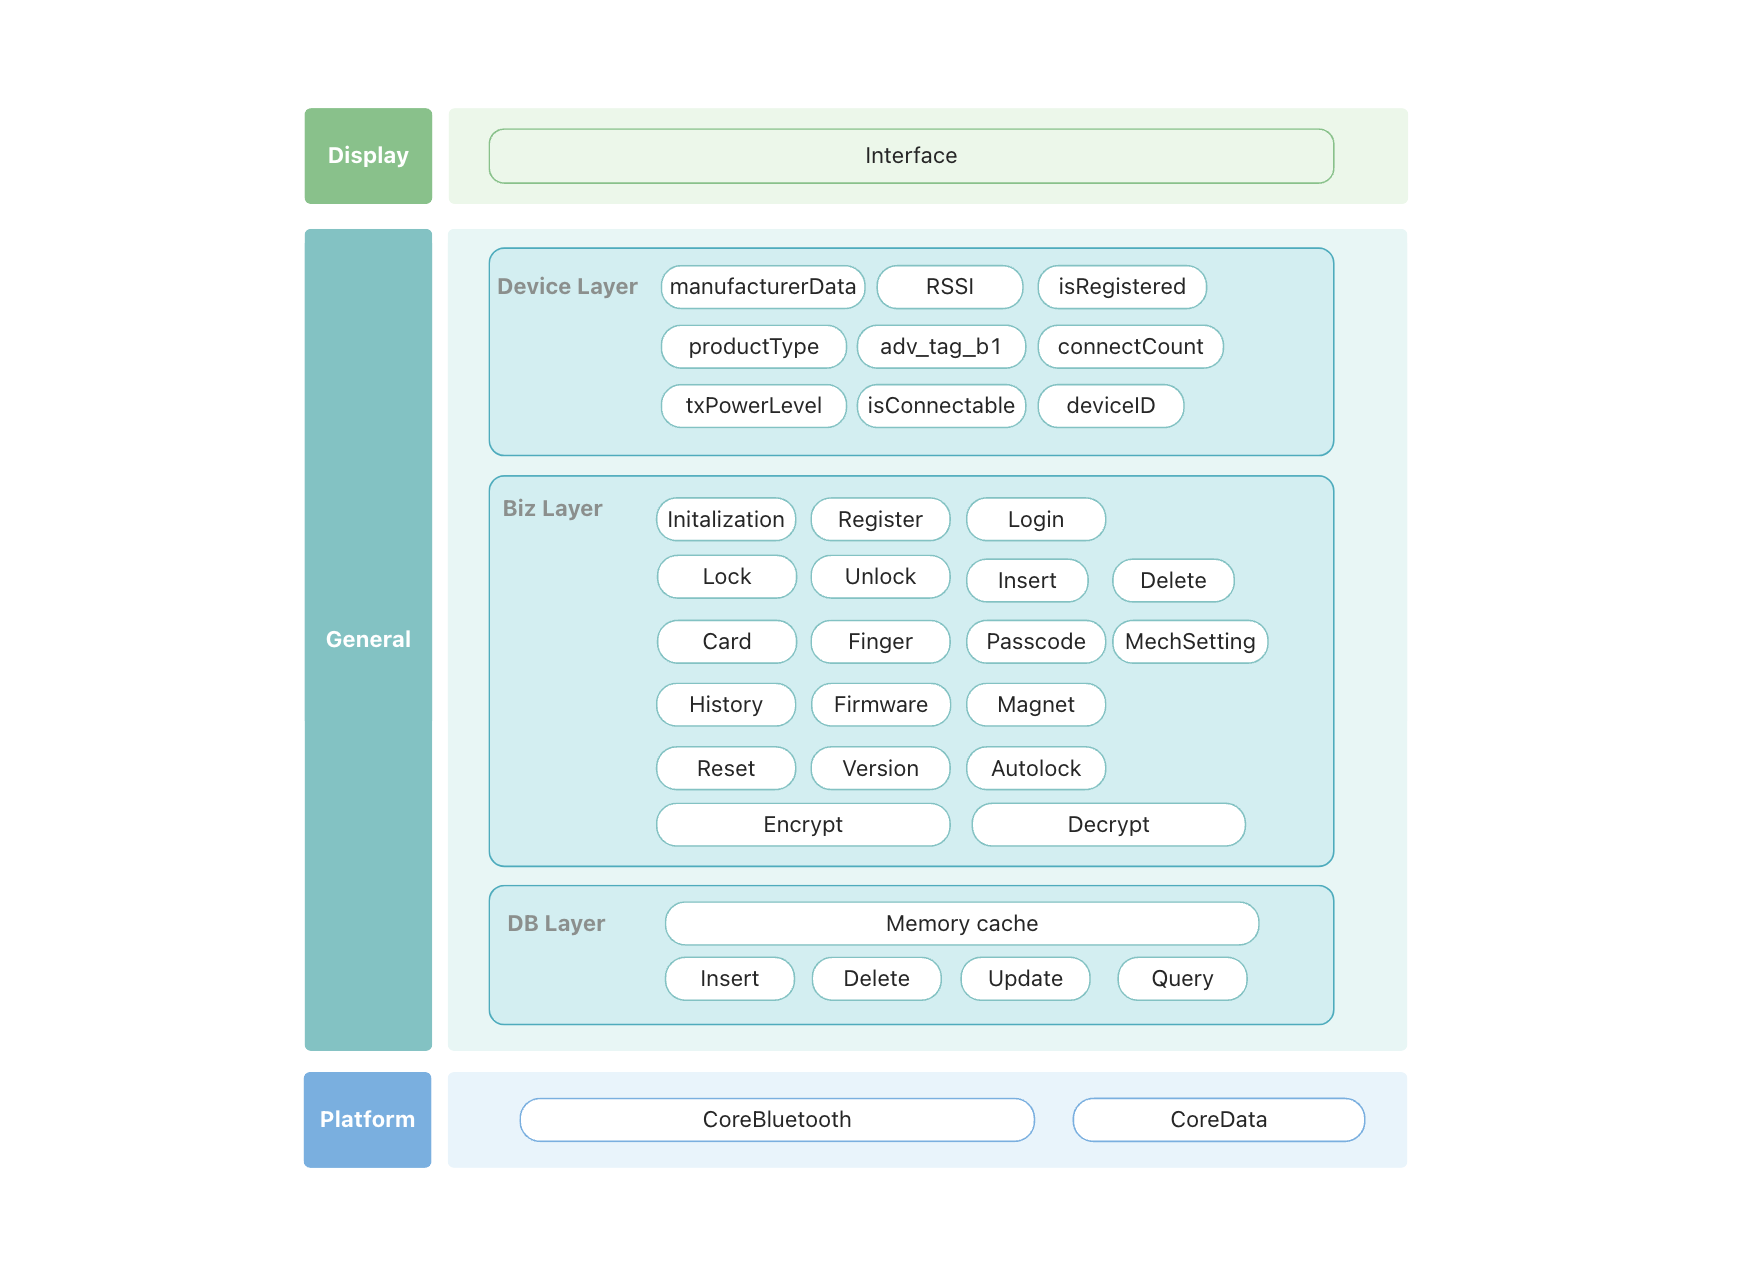 Display
Interface
General
Device Layer
manufacturerData RSSI isRegistered
productType adv_tag_b1 connectCount
txPowerLevel isConnectable deviceID
Biz Layer
Initalization Register Login
Lock Unlock Insert Delete
Card Finger Passcode MechSetting
History Firmware Magnet
Reset Version Autolock
Encrypt Decrypt
DB Layer
Memory cache
Insert Delete Update Query
Platform
CoreBluetooth CoreData